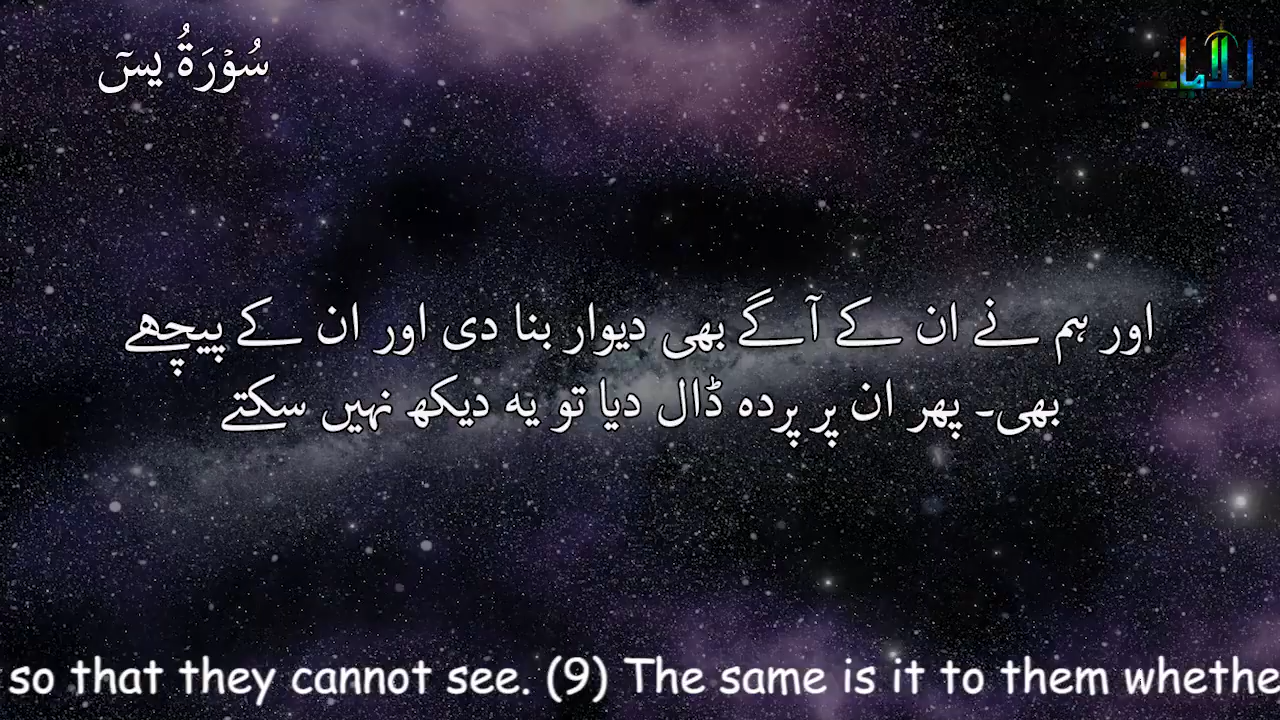 سُوْرَةُ يسٓ
اور ہم نے ان کے آگے بھی دیوار بنا دی اور ان کے پیچھے
بھی۔ پھر ان پر پردہ ڈال دیا تو یہ دیکھ نہیں سکتے
so that they cannot see. (9) The same is it to them whethe